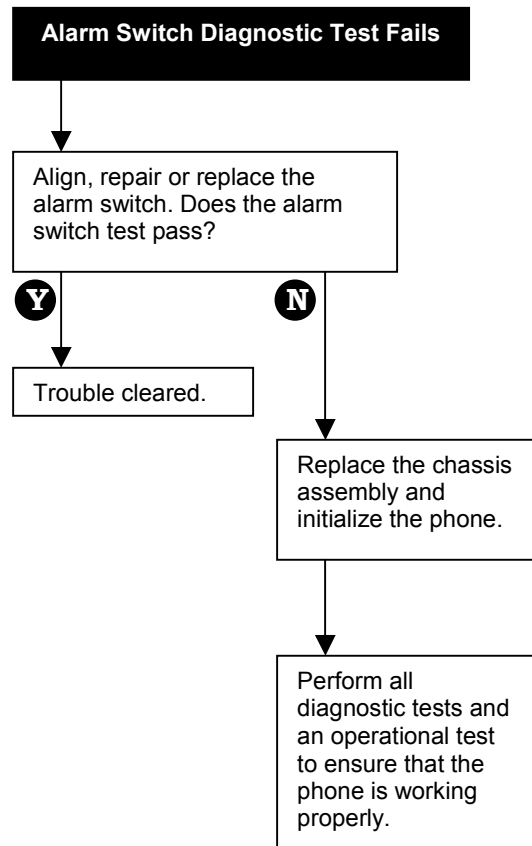 Alarm Switch Diagnostic Test Fails
Align, repair or replace the
alarm switch. Does the alarm
switch test pass?
Y
N
Trouble cleared.
Replace the chassis
assembly and
initialize the phone.
Perform all
diagnostic tests and
an operational test
to ensure that the
phone is working
properly.